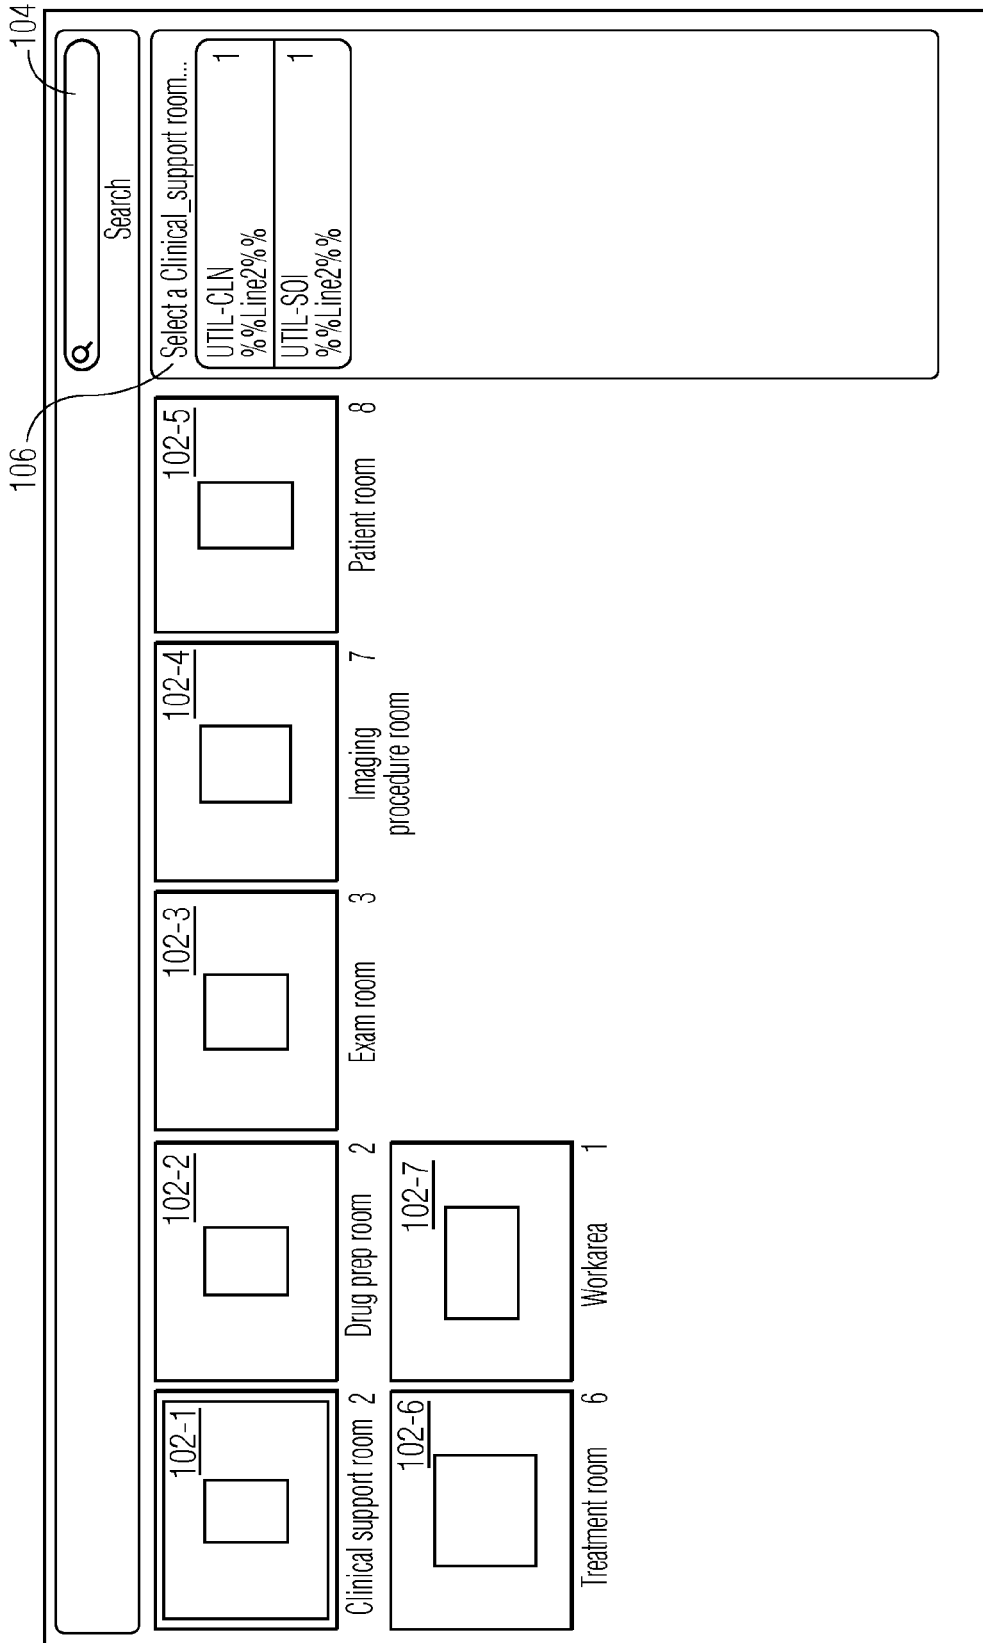 104
Search
106
Select a Clinical_support room...
UTIL-CLN 1
%%Line2%%
UTIL-SOI 1
%%Line2%%
102-1
Clinical support room 2
102-2
Drug prep room 2
102-3
Exam room 3
102-4
Imaging 7
procedure room
102-5
Patient room 8
102-6
Treatment room 6
102-7
Workarea 1